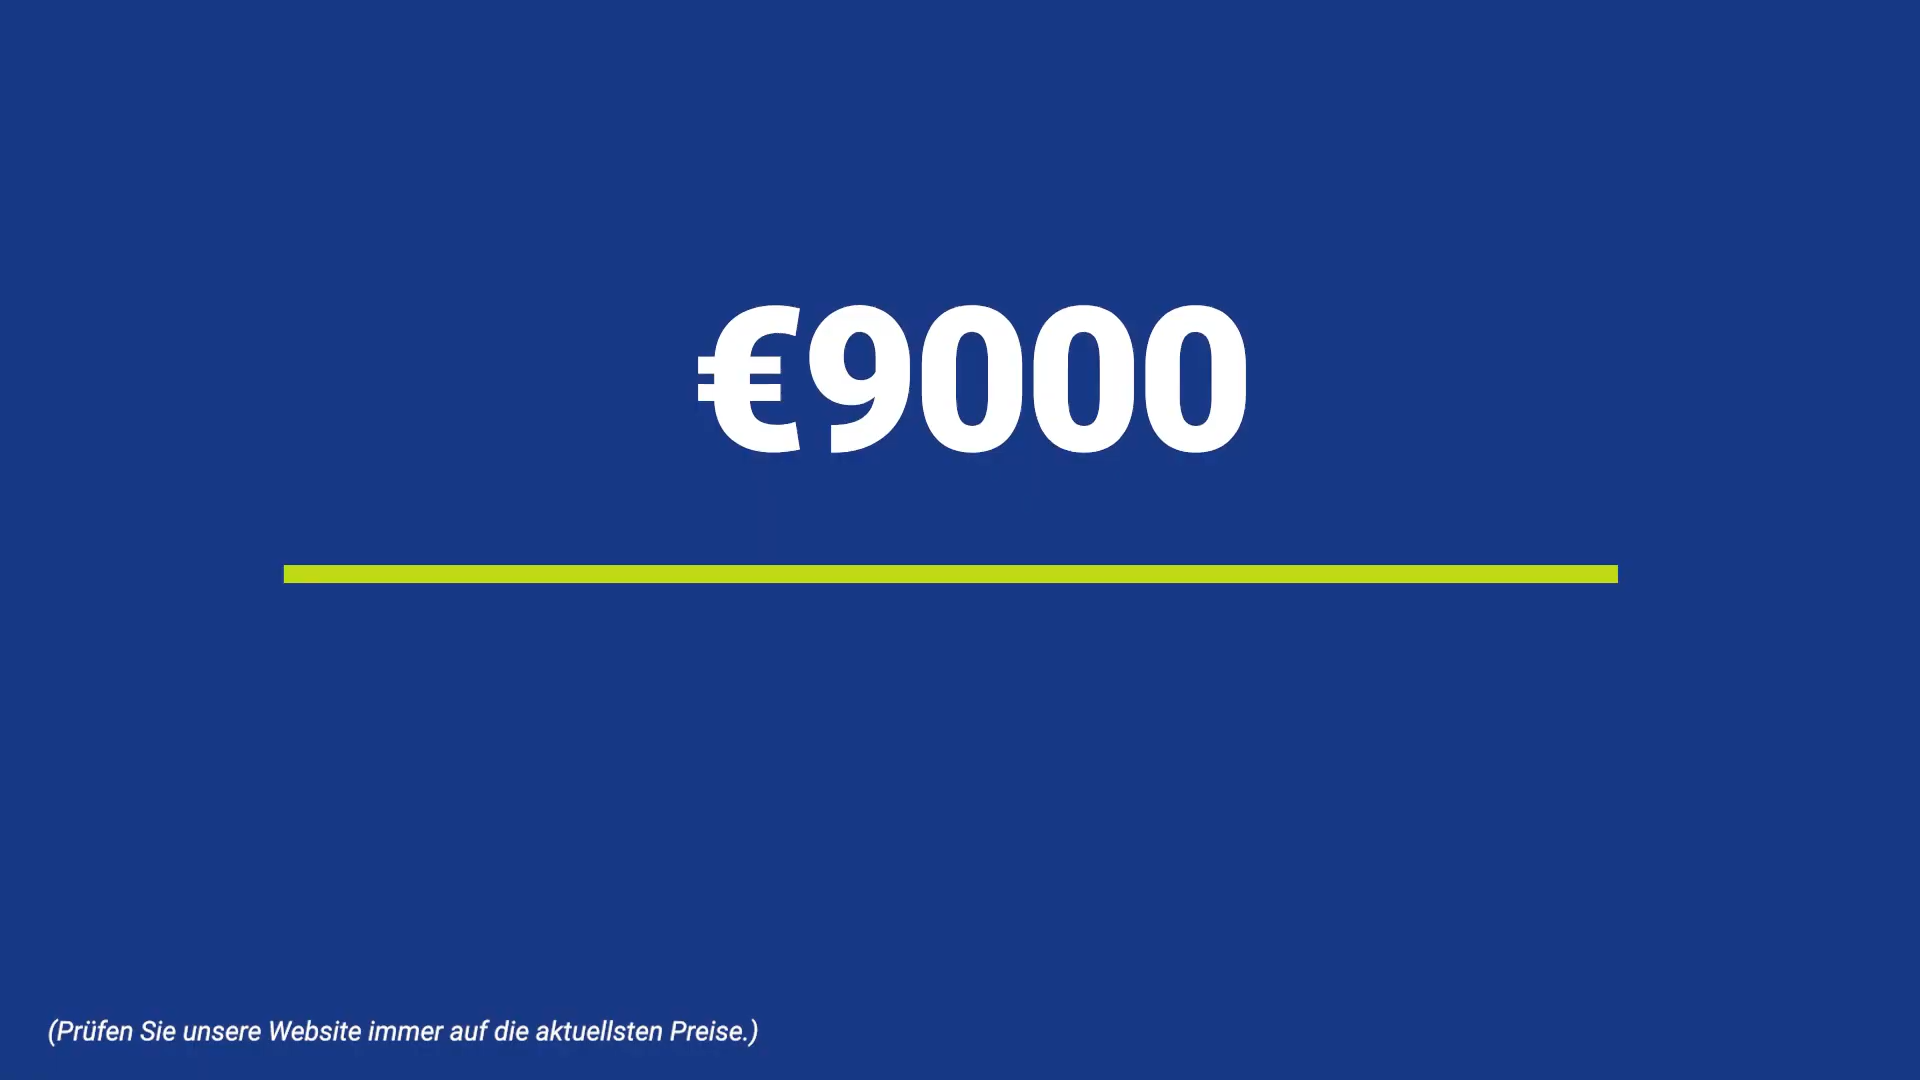 €9000
(Prüfen Sie unsere Website immer auf die aktuellsten Preise.)